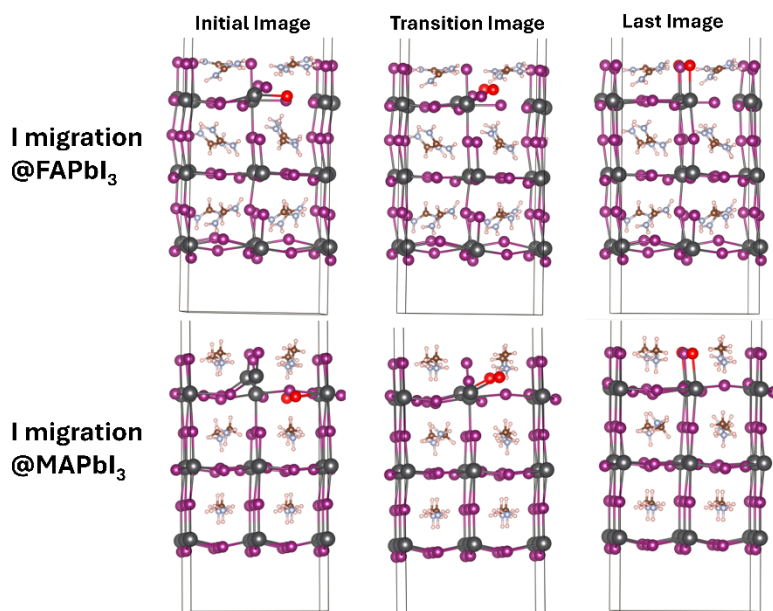 Initial Image
Transition Image
Last Image
I migration
@FAPbI₃
I migration
@MAPbI₃